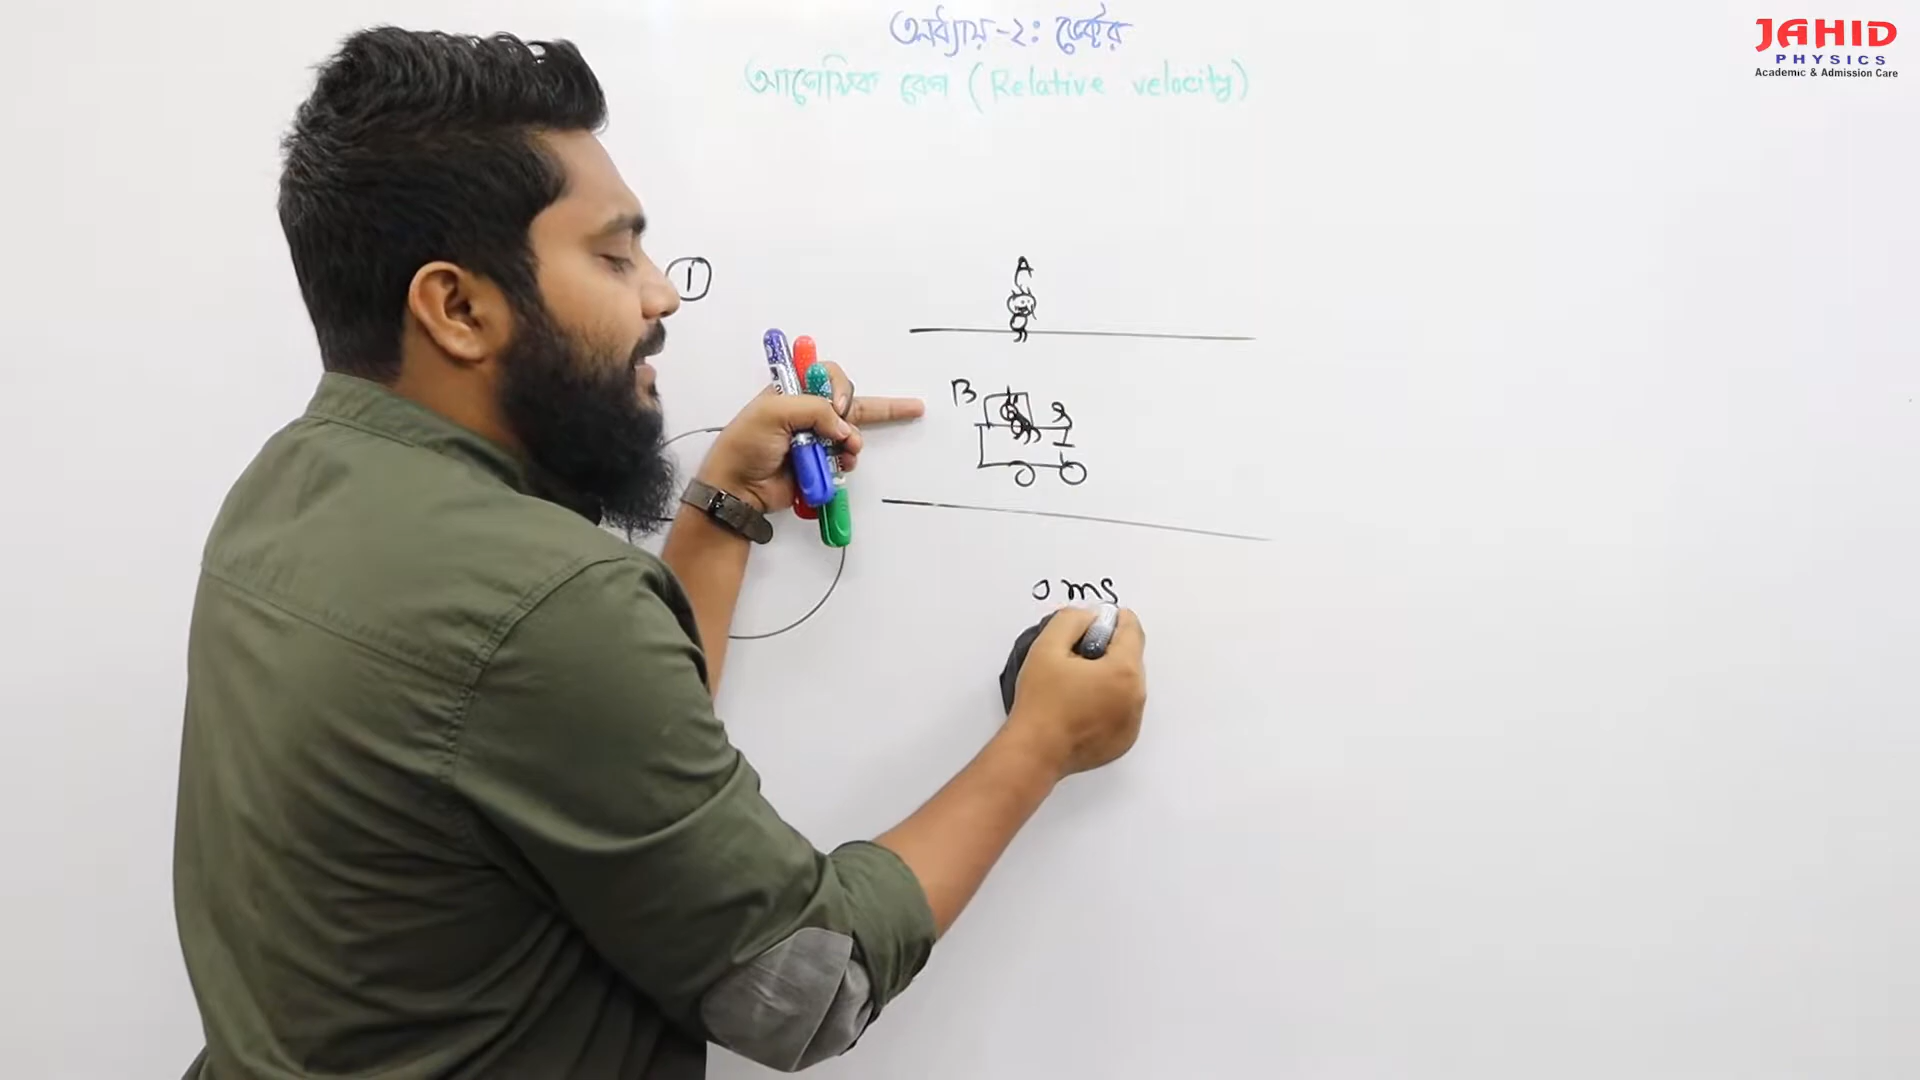 অধ্যায়-২: ভেক্টর
আপেক্ষিক বেগ (Relative velocity)
JAHID
PHYSICS
Academic & Admission Care
1
A
B
0 ms